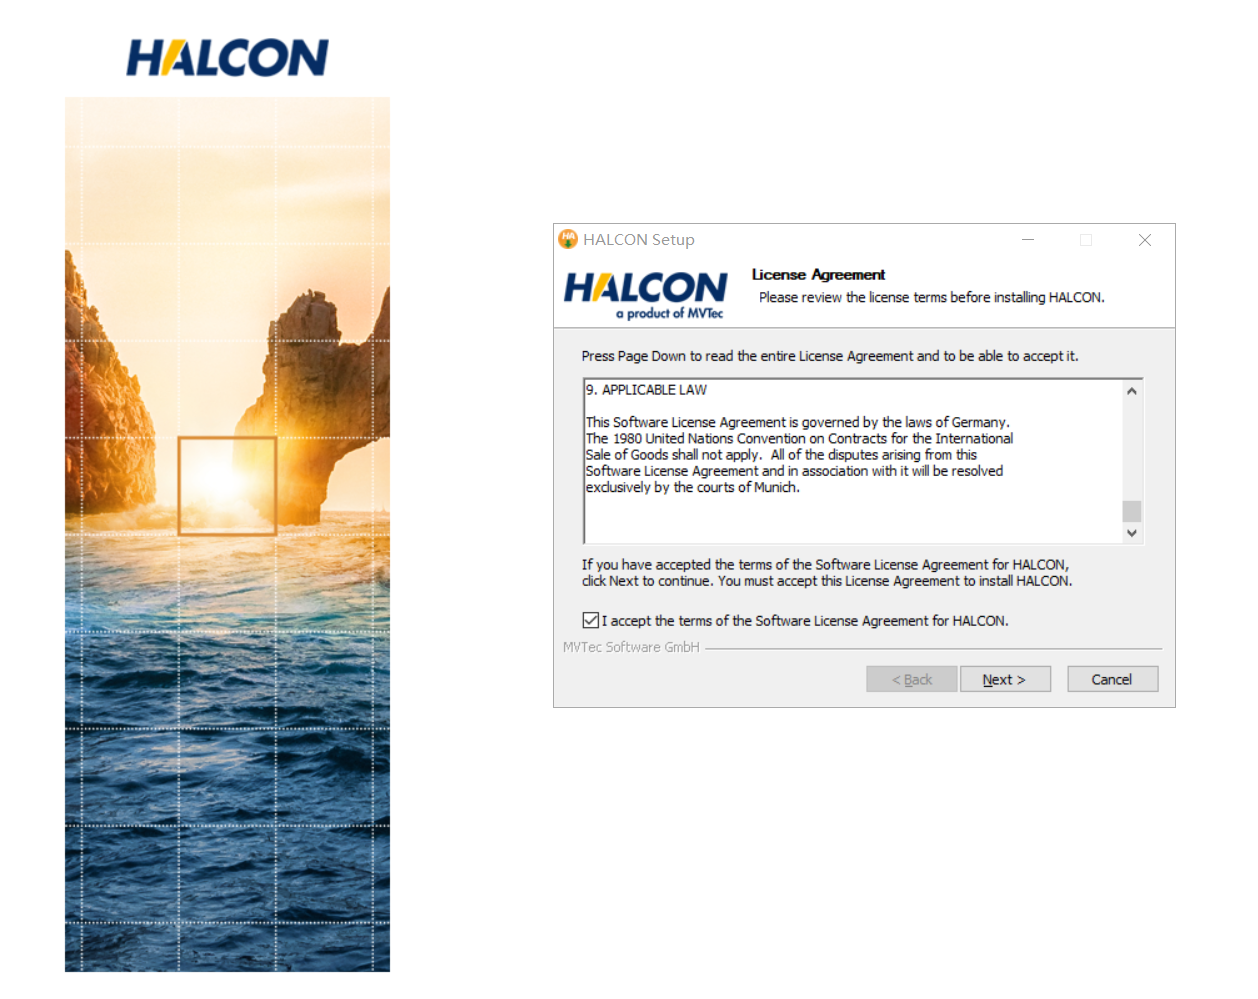 HALCON
HALCON Setup
HALCON
a product of MVTec
License Agreement
Please review the license terms before installing HALCON.
Press Page Down to read the entire License Agreement and to be able to accept it.
9. APPLICABLE LAW
This Software License Agreement is governed by the laws of Germany.
The 1980 United Nations Convention on Contracts for the International
Sale of Goods shall not apply.  All of the disputes arising from this
Software License Agreement and in association with it will be resolved
exclusively by the courts of Munich.
If you have accepted the terms of the Software License Agreement for HALCON,
click Next to continue. You must accept this License Agreement to install HALCON.
I accept the terms of the Software License Agreement for HALCON.
MVTec Software GmbH
< Back
Next >
Cancel